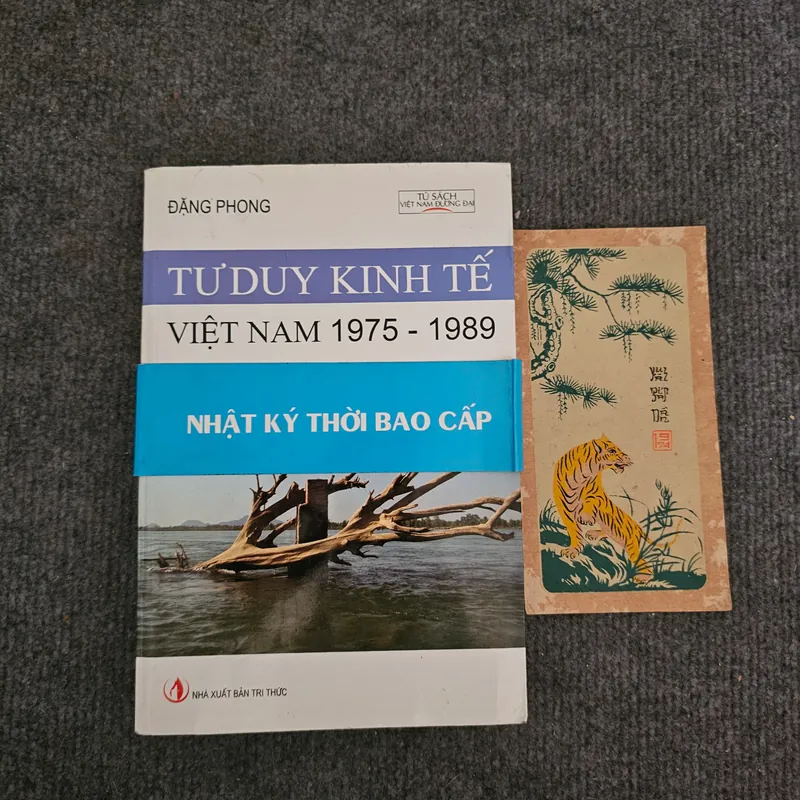 ĐẶNG PHONG
TỦ SÁCH
VIỆT NAM ĐƯƠNG ĐẠI
TƯ DUY KINH TẾ
VIỆT NAM 1975 - 1989
NHẬT KÝ THỜI BAO CẤP
NHÀ XUẤT BẢN TRI THỨC